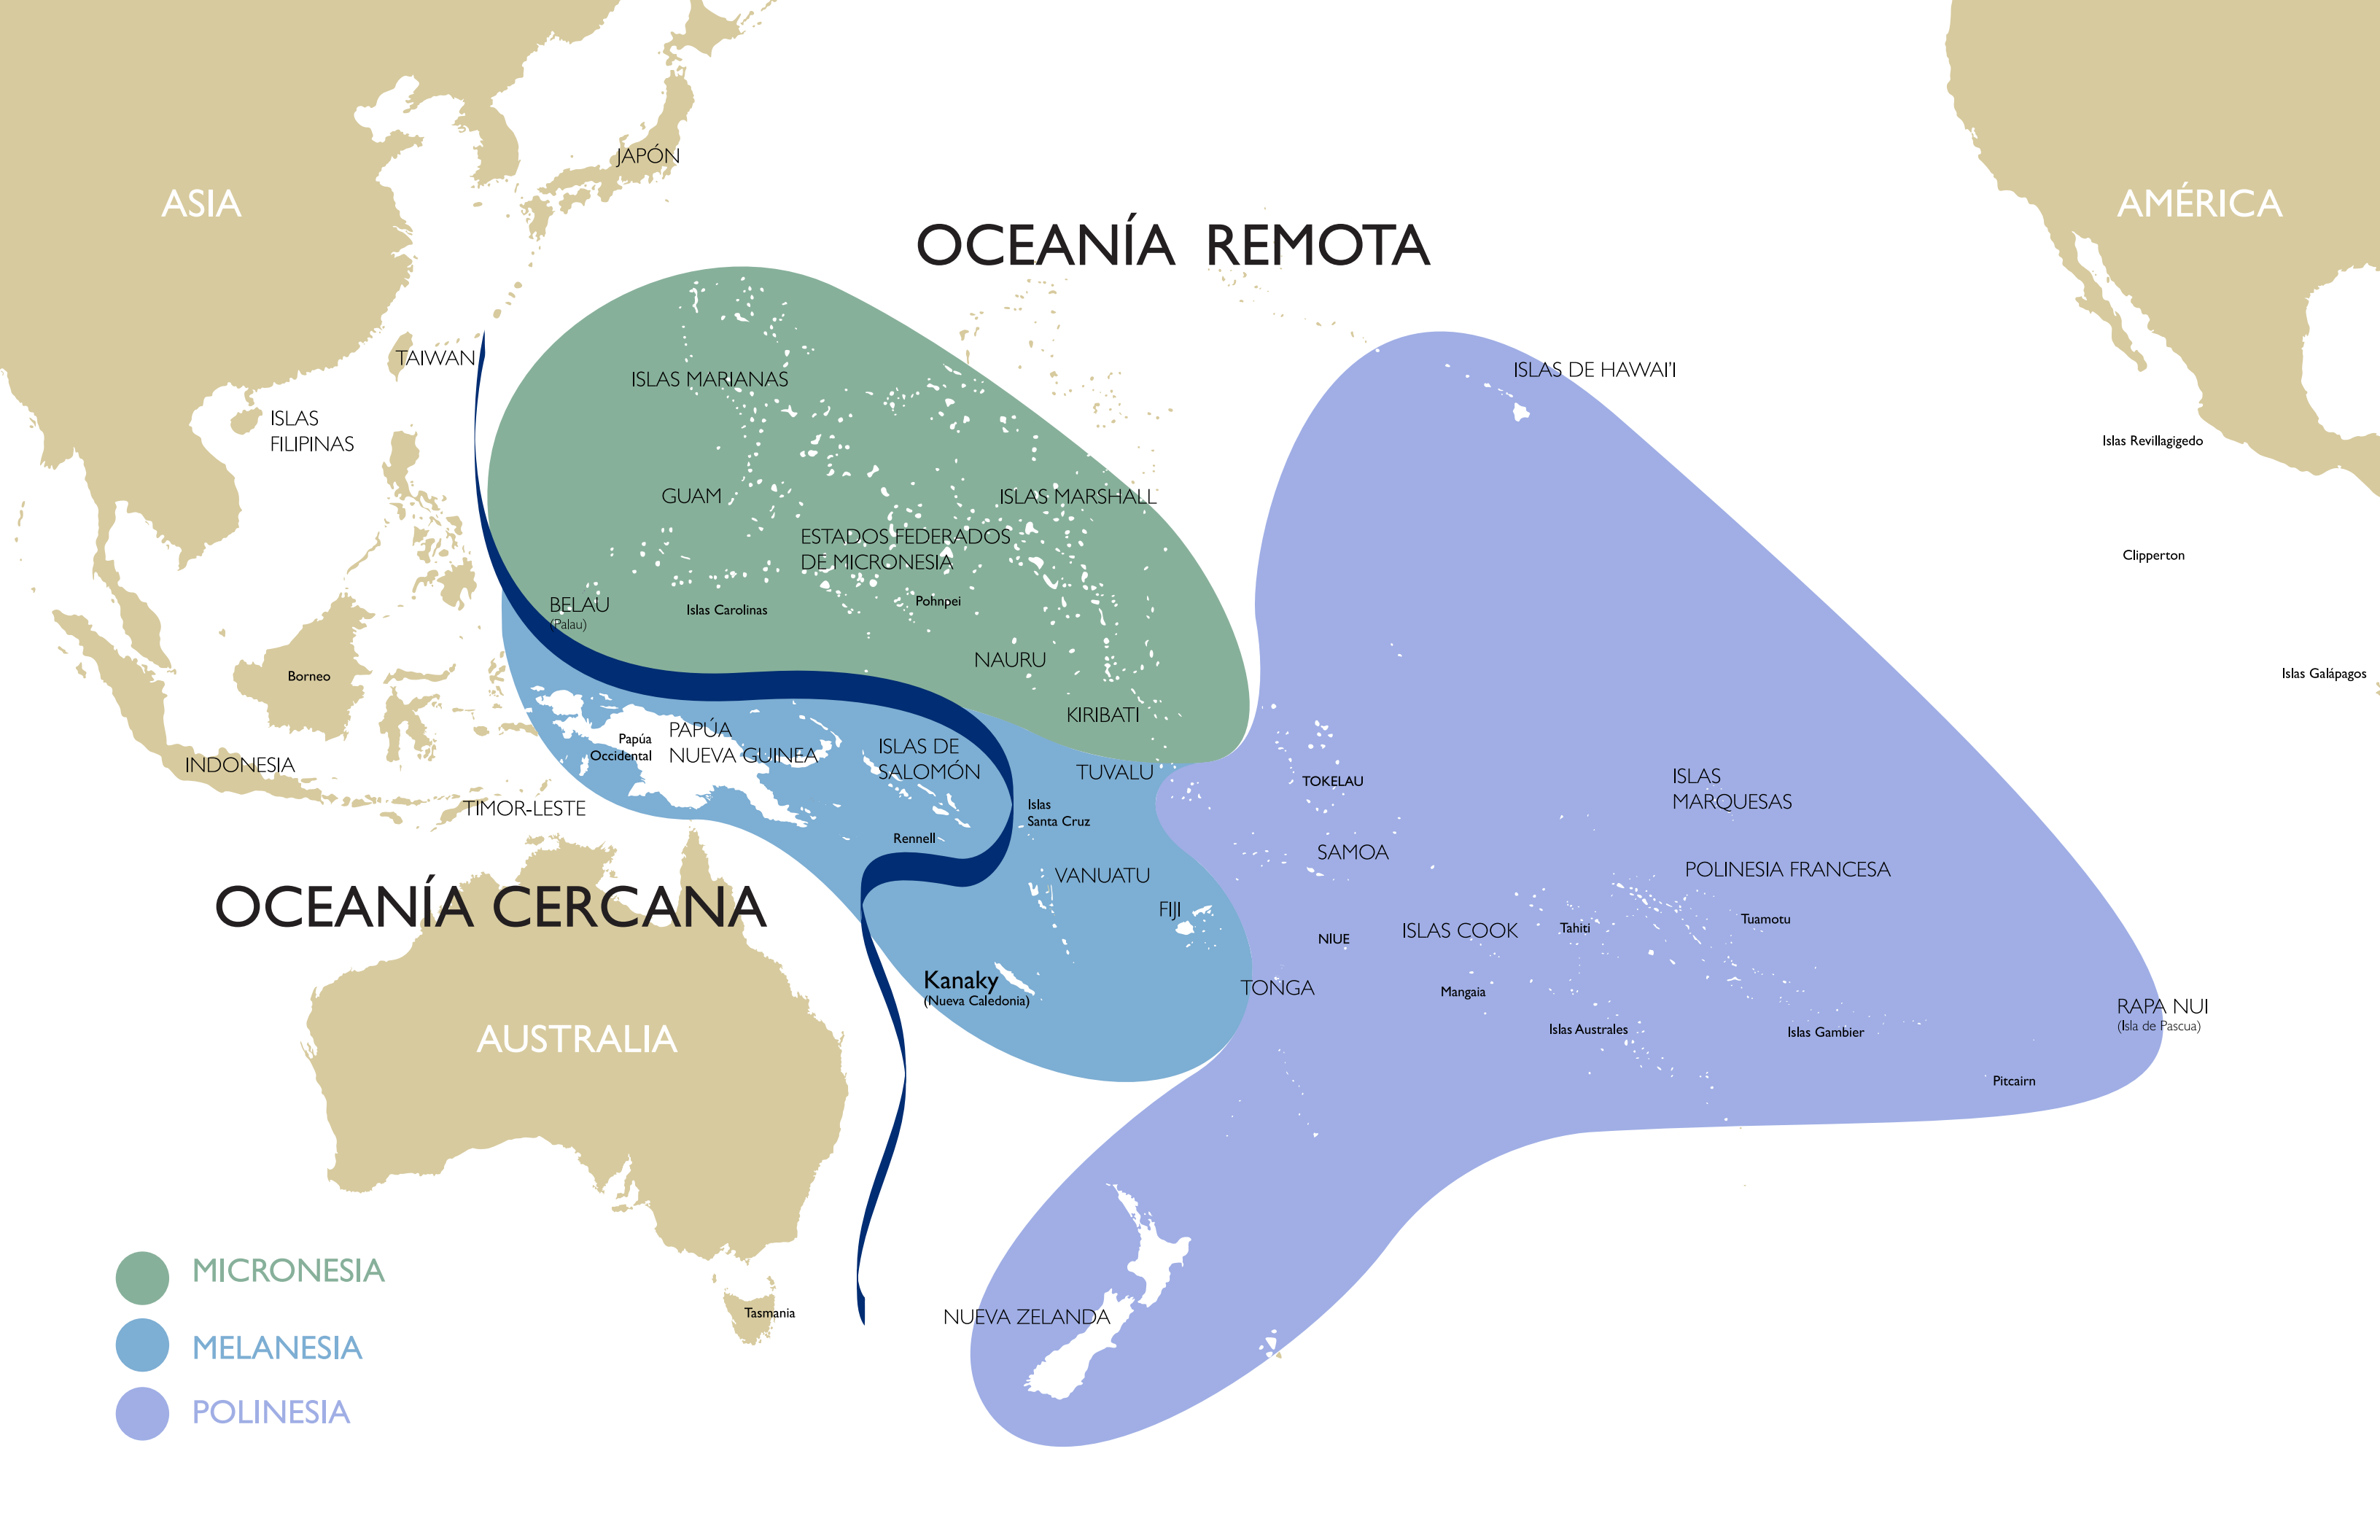 JAPÓN
ASIA
AMÉRICA
OCEANÍA REMOTA
TAIWAN
ISLAS DE HAWAI'I
ISLAS MARIANAS
ISLAS
FILIPINAS
Islas Revillagigedo
GUAM
ISLAS MARSHALL
ESTADOS FEDERADOS
DE MICRONESIA
Clipperton
BELAU
(Palau)
Islas Carolinas
Pohnpei
NAURU
Borneo
Islas Galápagos
KIRIBATI
Papúa
Occidental
PAPÚA
NUEVA GUINEA
ISLAS DE
SALOMÓN
INDONESIA
TUVALU
TOKELAU
ISLAS
MARQUESAS
TIMOR-LESTE
Islas
Santa Cruz
Rennell
SAMOA
VANUATU
POLINESIA FRANCESA
OCEANÍA CERCANA
FIJI
Tuamotu
NIUE
ISLAS COOK
Tahiti
Kanaky
(Nueva Caledonia)
TONGA
Mangaia
RAPA NUI
(Isla de Pascua)
AUSTRALIA
Islas Australes
Islas Gambier
Pitcairn
MICRONESIA
Tasmania
NUEVA ZELANDA
MELANESIA
POLINESIA